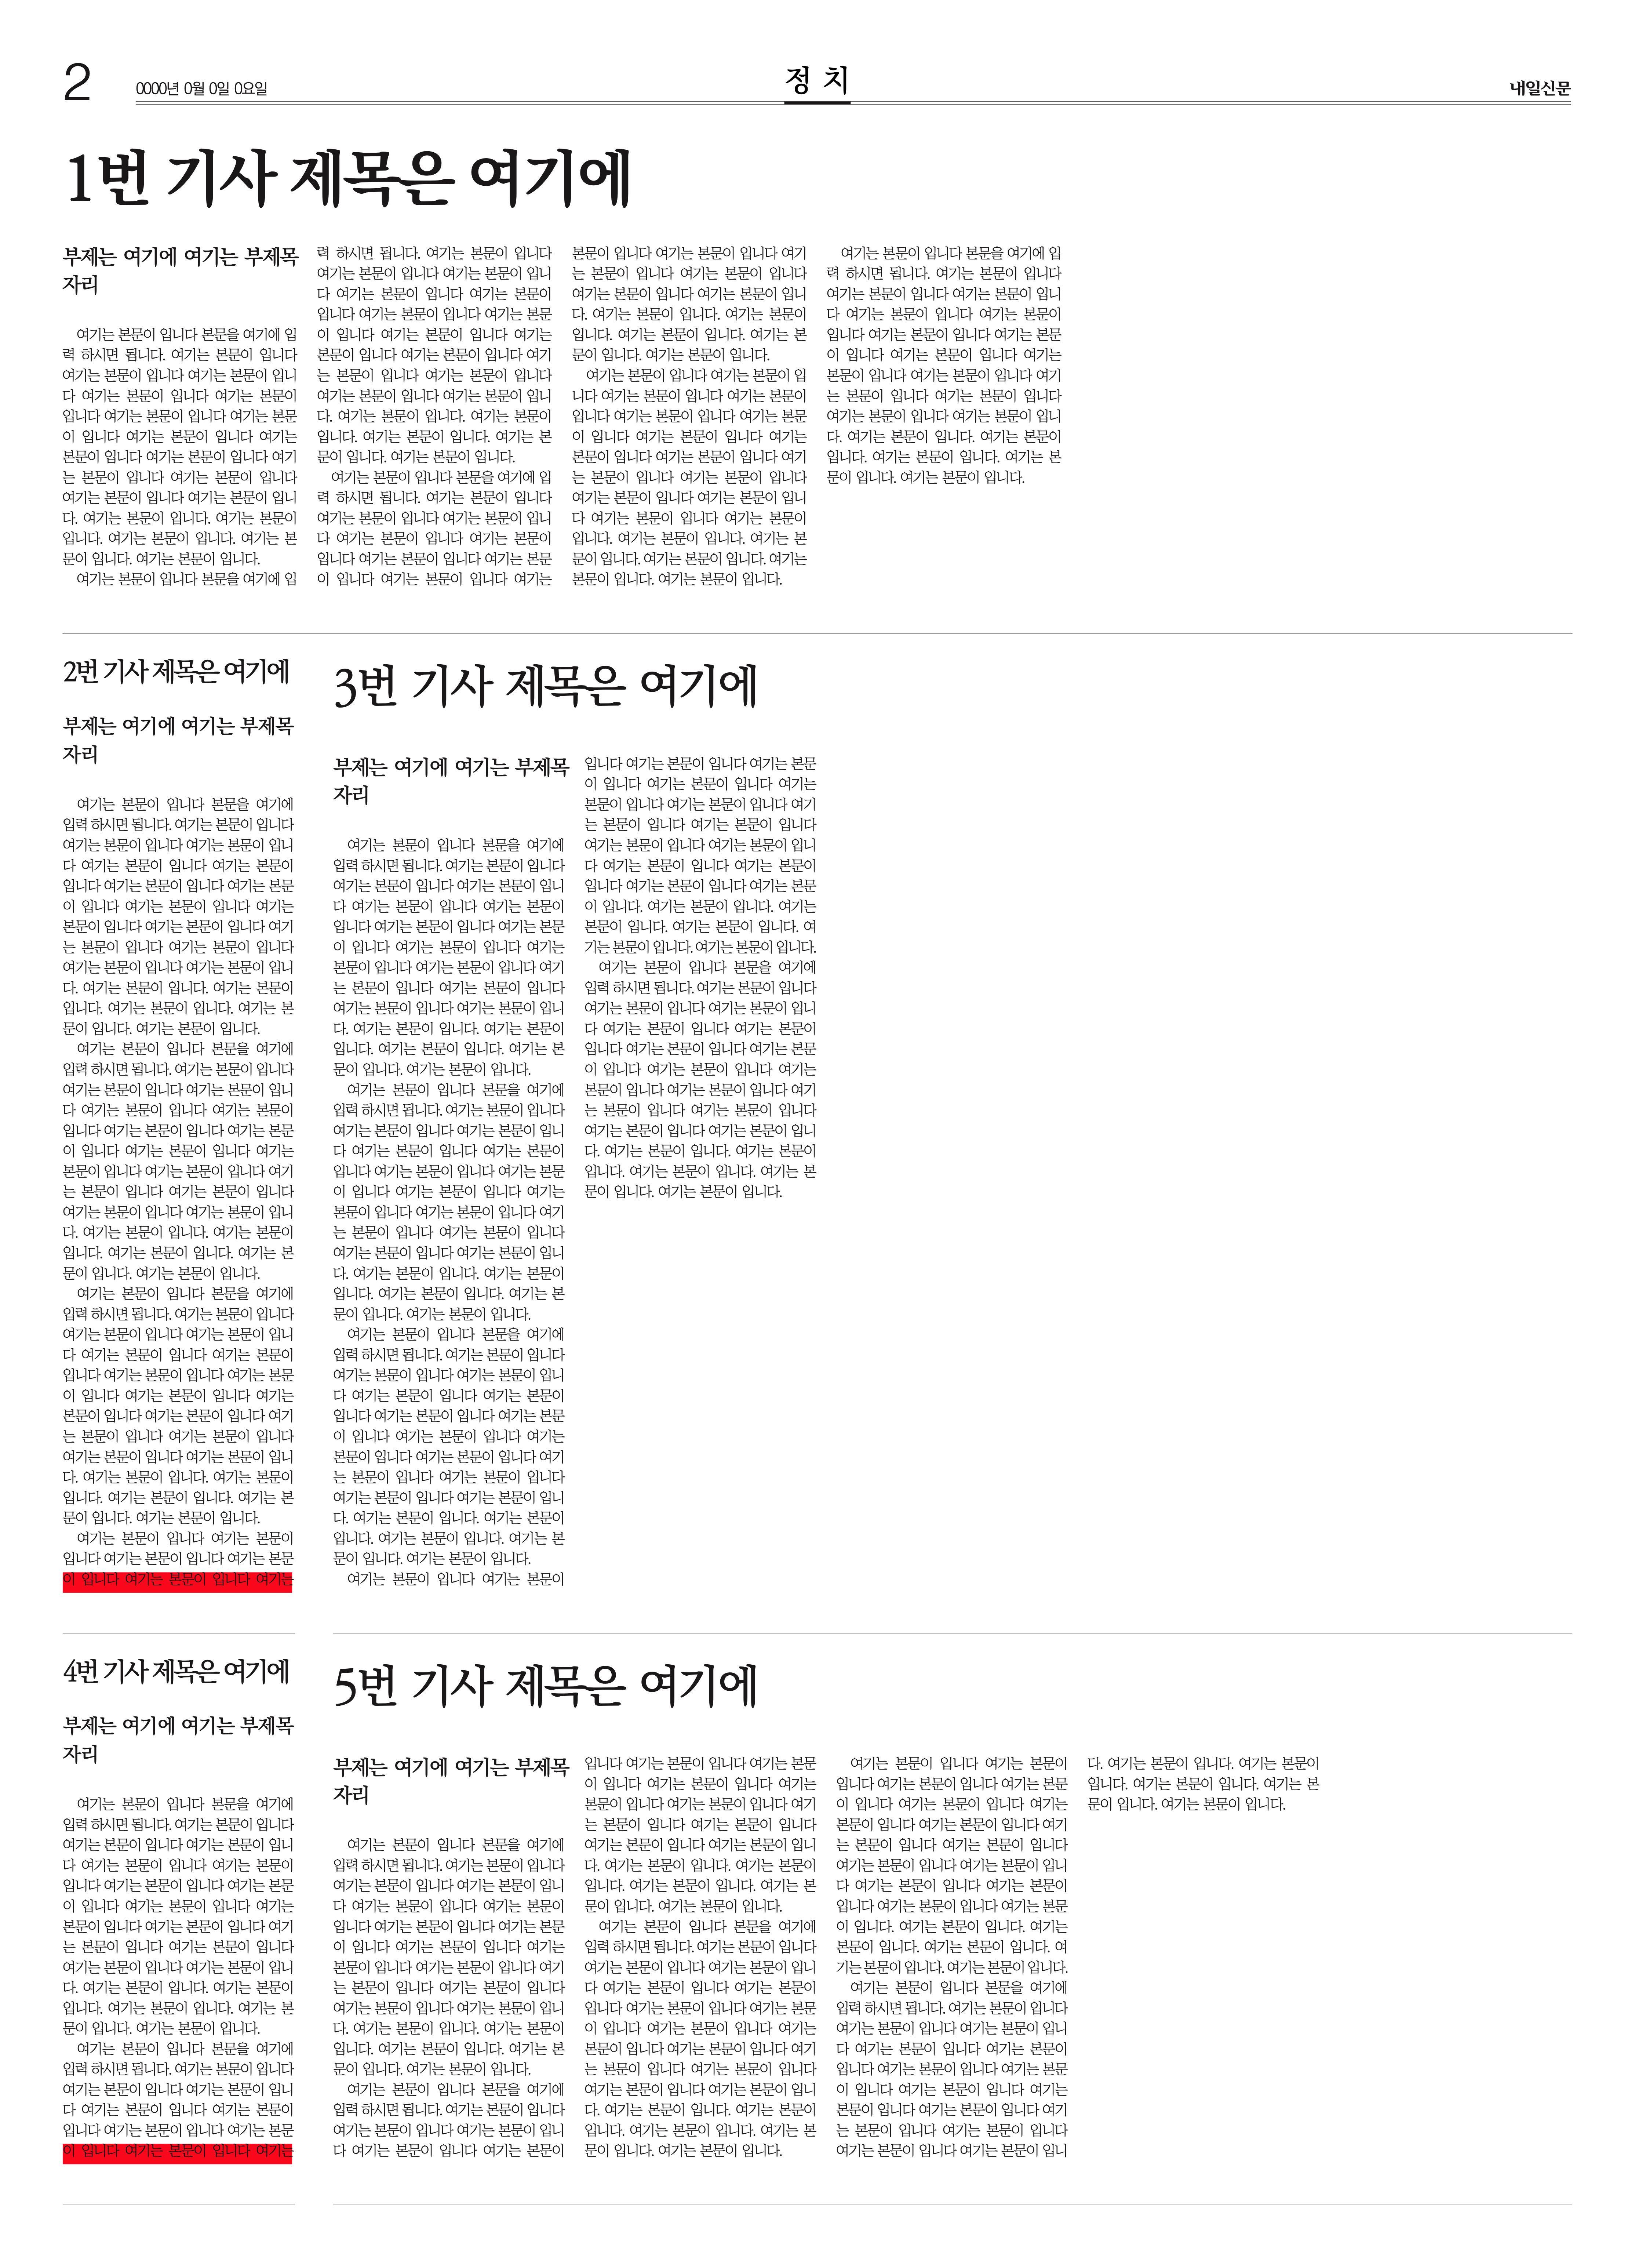 2
0000년 0월 0일 0요일
정 치
내일신문
1번 기사 제목은 여기에
부제는 여기에 여기는 부제목
자리
여기는 본문이 입니다 본문을 여기에 입
력 하시면 됩니다. 여기는 본문이 입니다
여기는 본문이 입니다 여기는 본문이 입니
다 여기는 본문이 입니다 여기는 본문이
입니다 여기는 본문이 입니다 여기는 본문
이 입니다 여기는 본문이 입니다 여기는
본문이 입니다 여기는 본문이 입니다 여기
는 본문이 입니다 여기는 본문이 입니다
여기는 본문이 입니다 여기는 본문이 입니
다. 여기는 본문이 입니다. 여기는 본문이
입니다. 여기는 본문이 입니다. 여기는 본
문이 입니다. 여기는 본문이 입니다.
여기는 본문이 입니다 본문을 여기에 입
력 하시면 됩니다. 여기는 본문이 입니다
여기는 본문이 입니다 여기는 본문이 입니
다 여기는 본문이 입니다 여기는 본문이
입니다 여기는 본문이 입니다 여기는 본문
이 입니다 여기는 본문이 입니다 여기는
본문이 입니다 여기는 본문이 입니다 여기
는 본문이 입니다 여기는 본문이 입니다
여기는 본문이 입니다 여기는 본문이 입니
다. 여기는 본문이 입니다. 여기는 본문이
입니다. 여기는 본문이 입니다. 여기는 본
문이 입니다. 여기는 본문이 입니다.
여기는 본문이 입니다 본문을 여기에 입
력 하시면 됩니다. 여기는 본문이 입니다
여기는 본문이 입니다 여기는 본문이 입니
다 여기는 본문이 입니다 여기는 본문이
입니다 여기는 본문이 입니다 여기는 본문
이 입니다 여기는 본문이 입니다 여기는
본문이 입니다 여기는 본문이 입니다 여기
는 본문이 입니다 여기는 본문이 입니다
여기는 본문이 입니다 여기는 본문이 입니
다. 여기는 본문이 입니다. 여기는 본문이
입니다. 여기는 본문이 입니다. 여기는 본
문이 입니다. 여기는 본문이 입니다.
여기는 본문이 입니다 여기는 본문이 입
니다 여기는 본문이 입니다 여기는 본문이
입니다 여기는 본문이 입니다 여기는 본문
이 입니다 여기는 본문이 입니다 여기는
본문이 입니다 여기는 본문이 입니다 여기
는 본문이 입니다 여기는 본문이 입니다
여기는 본문이 입니다 여기는 본문이 입니
다 여기는 본문이 입니다 여기는 본문이
입니다. 여기는 본문이 입니다. 여기는 본
문이 입니다. 여기는 본문이 입니다. 여기는
본문이 입니다. 여기는 본문이 입니다.
여기는 본문이 입니다 본문을 여기에 입
력 하시면 됩니다. 여기는 본문이 입니다
여기는 본문이 입니다 여기는 본문이 입니
다 여기는 본문이 입니다 여기는 본문이
입니다 여기는 본문이 입니다 여기는 본문
이 입니다 여기는 본문이 입니다 여기는
본문이 입니다 여기는 본문이 입니다 여기
는 본문이 입니다 여기는 본문이 입니다
여기는 본문이 입니다 여기는 본문이 입니
다. 여기는 본문이 입니다. 여기는 본문이
입니다. 여기는 본문이 입니다. 여기는 본
문이 입니다. 여기는 본문이 입니다.
2번 기사 제목은 여기에
부제는 여기에 여기는 부제목
자리
여기는 본문이 입니다 본문을 여기에
입력 하시면 됩니다. 여기는 본문이 입니다
여기는 본문이 입니다 여기는 본문이 입니
다 여기는 본문이 입니다 여기는 본문이
입니다 여기는 본문이 입니다 여기는 본문
이 입니다 여기는 본문이 입니다 여기는
본문이 입니다 여기는 본문이 입니다 여기
는 본문이 입니다 여기는 본문이 입니다
여기는 본문이 입니다 여기는 본문이 입니
다. 여기는 본문이 입니다. 여기는 본문이
입니다. 여기는 본문이 입니다. 여기는 본
문이 입니다. 여기는 본문이 입니다.
여기는 본문이 입니다 본문을 여기에
입력 하시면 됩니다. 여기는 본문이 입니다
여기는 본문이 입니다 여기는 본문이 입니
다 여기는 본문이 입니다 여기는 본문이
입니다 여기는 본문이 입니다 여기는 본문
이 입니다 여기는 본문이 입니다 여기는
본문이 입니다 여기는 본문이 입니다 여기
는 본문이 입니다 여기는 본문이 입니다
여기는 본문이 입니다 여기는 본문이 입니
다. 여기는 본문이 입니다. 여기는 본문이
입니다. 여기는 본문이 입니다. 여기는 본
문이 입니다. 여기는 본문이 입니다.
여기는 본문이 입니다 본문을 여기에
입력 하시면 됩니다. 여기는 본문이 입니다
여기는 본문이 입니다 여기는 본문이 입니
다 여기는 본문이 입니다 여기는 본문이
입니다 여기는 본문이 입니다 여기는 본문
이 입니다 여기는 본문이 입니다 여기는
본문이 입니다 여기는 본문이 입니다 여기
는 본문이 입니다 여기는 본문이 입니다
여기는 본문이 입니다 여기는 본문이 입니
다. 여기는 본문이 입니다. 여기는 본문이
입니다. 여기는 본문이 입니다. 여기는 본
문이 입니다. 여기는 본문이 입니다.
여기는 본문이 입니다 여기는 본문이
입니다 여기는 본문이 입니다 여기는 본문
이 입니다 여기는 본문이 입니다 여기는
3번 기사 제목은 여기에
부제는 여기에 여기는 부제목
자리
여기는 본문이 입니다 본문을 여기에
입력 하시면 됩니다. 여기는 본문이 입니다
여기는 본문이 입니다 여기는 본문이 입니
다 여기는 본문이 입니다 여기는 본문이
입니다 여기는 본문이 입니다 여기는 본문
이 입니다 여기는 본문이 입니다 여기는
본문이 입니다 여기는 본문이 입니다 여기
는 본문이 입니다 여기는 본문이 입니다
여기는 본문이 입니다 여기는 본문이 입니
다. 여기는 본문이 입니다. 여기는 본문이
입니다. 여기는 본문이 입니다. 여기는 본
문이 입니다. 여기는 본문이 입니다.
여기는 본문이 입니다 본문을 여기에
입력 하시면 됩니다. 여기는 본문이 입니다
여기는 본문이 입니다 여기는 본문이 입니
다 여기는 본문이 입니다 여기는 본문이
입니다 여기는 본문이 입니다 여기는 본문
이 입니다 여기는 본문이 입니다 여기는
본문이 입니다 여기는 본문이 입니다 여기
는 본문이 입니다 여기는 본문이 입니다
여기는 본문이 입니다 여기는 본문이 입니
다. 여기는 본문이 입니다. 여기는 본문이
입니다. 여기는 본문이 입니다. 여기는 본
문이 입니다. 여기는 본문이 입니다.
여기는 본문이 입니다 본문을 여기에
입력 하시면 됩니다. 여기는 본문이 입니다
여기는 본문이 입니다 여기는 본문이 입니
다 여기는 본문이 입니다 여기는 본문이
입니다 여기는 본문이 입니다 여기는 본문
이 입니다 여기는 본문이 입니다 여기는
본문이 입니다 여기는 본문이 입니다 여기
는 본문이 입니다 여기는 본문이 입니다
여기는 본문이 입니다 여기는 본문이 입니
다. 여기는 본문이 입니다. 여기는 본문이
입니다. 여기는 본문이 입니다. 여기는 본
문이 입니다. 여기는 본문이 입니다.
여기는 본문이 입니다 여기는 본문이
입니다 여기는 본문이 입니다 여기는 본문
이 입니다 여기는 본문이 입니다 여기는
본문이 입니다 여기는 본문이 입니다 여기
는 본문이 입니다 여기는 본문이 입니다
여기는 본문이 입니다 여기는 본문이 입니
다 여기는 본문이 입니다 여기는 본문이
입니다 여기는 본문이 입니다 여기는 본문
이 입니다. 여기는 본문이 입니다. 여기는
본문이 입니다. 여기는 본문이 입니다. 여
기는 본문이 입니다. 여기는 본문이 입니다.
여기는 본문이 입니다 본문을 여기에
입력 하시면 됩니다. 여기는 본문이 입니다
여기는 본문이 입니다 여기는 본문이 입니
다 여기는 본문이 입니다 여기는 본문이
입니다 여기는 본문이 입니다 여기는 본문
이 입니다 여기는 본문이 입니다 여기는
본문이 입니다 여기는 본문이 입니다 여기
는 본문이 입니다 여기는 본문이 입니다
여기는 본문이 입니다 여기는 본문이 입니
다. 여기는 본문이 입니다. 여기는 본문이
입니다. 여기는 본문이 입니다. 여기는 본
문이 입니다. 여기는 본문이 입니다.
4번 기사 제목은 여기에
부제는 여기에 여기는 부제목
자리
여기는 본문이 입니다 본문을 여기에
입력 하시면 됩니다. 여기는 본문이 입니다
여기는 본문이 입니다 여기는 본문이 입니
다 여기는 본문이 입니다 여기는 본문이
입니다 여기는 본문이 입니다 여기는 본문
이 입니다 여기는 본문이 입니다 여기는
본문이 입니다 여기는 본문이 입니다 여기
는 본문이 입니다 여기는 본문이 입니다
여기는 본문이 입니다 여기는 본문이 입니
다. 여기는 본문이 입니다. 여기는 본문이
입니다. 여기는 본문이 입니다. 여기는 본
문이 입니다. 여기는 본문이 입니다.
여기는 본문이 입니다 본문을 여기에
입력 하시면 됩니다. 여기는 본문이 입니다
여기는 본문이 입니다 여기는 본문이 입니
다 여기는 본문이 입니다 여기는 본문이
입니다 여기는 본문이 입니다 여기는 본문
이 입니다 여기는 본문이 입니다 여기는
5번 기사 제목은 여기에
부제는 여기에 여기는 부제목
자리
여기는 본문이 입니다 본문을 여기에
입력 하시면 됩니다. 여기는 본문이 입니다
여기는 본문이 입니다 여기는 본문이 입니
다 여기는 본문이 입니다 여기는 본문이
입니다 여기는 본문이 입니다 여기는 본문
이 입니다 여기는 본문이 입니다 여기는
본문이 입니다 여기는 본문이 입니다 여기
는 본문이 입니다 여기는 본문이 입니다
여기는 본문이 입니다 여기는 본문이 입니
다. 여기는 본문이 입니다. 여기는 본문이
입니다. 여기는 본문이 입니다. 여기는 본
문이 입니다. 여기는 본문이 입니다.
여기는 본문이 입니다 본문을 여기에
입력 하시면 됩니다. 여기는 본문이 입니다
여기는 본문이 입니다 여기는 본문이 입니
다 여기는 본문이 입니다 여기는 본문이
입니다 여기는 본문이 입니다 여기는 본문
이 입니다 여기는 본문이 입니다 여기는
본문이 입니다 여기는 본문이 입니다 여기
는 본문이 입니다 여기는 본문이 입니다
여기는 본문이 입니다 여기는 본문이 입니
다. 여기는 본문이 입니다. 여기는 본문이
입니다. 여기는 본문이 입니다. 여기는 본
문이 입니다. 여기는 본문이 입니다.
여기는 본문이 입니다 본문을 여기에
입력 하시면 됩니다. 여기는 본문이 입니다
여기는 본문이 입니다 여기는 본문이 입니
다 여기는 본문이 입니다 여기는 본문이
입니다 여기는 본문이 입니다 여기는 본문
이 입니다 여기는 본문이 입니다 여기는
본문이 입니다 여기는 본문이 입니다 여기
는 본문이 입니다 여기는 본문이 입니다
여기는 본문이 입니다 여기는 본문이 입니
다. 여기는 본문이 입니다. 여기는 본문이
입니다. 여기는 본문이 입니다. 여기는 본
문이 입니다. 여기는 본문이 입니다.
여기는 본문이 입니다 여기는 본문이
입니다 여기는 본문이 입니다 여기는 본문
이 입니다 여기는 본문이 입니다 여기는
본문이 입니다 여기는 본문이 입니다 여기
는 본문이 입니다 여기는 본문이 입니다
여기는 본문이 입니다 여기는 본문이 입니
다 여기는 본문이 입니다 여기는 본문이
입니다 여기는 본문이 입니다 여기는 본문
이 입니다. 여기는 본문이 입니다. 여기는
본문이 입니다. 여기는 본문이 입니다. 여
기는 본문이 입니다. 여기는 본문이 입니다.
여기는 본문이 입니다 본문을 여기에
입력 하시면 됩니다. 여기는 본문이 입니다
여기는 본문이 입니다 여기는 본문이 입니
다 여기는 본문이 입니다 여기는 본문이
입니다 여기는 본문이 입니다 여기는 본문
이 입니다 여기는 본문이 입니다 여기는
본문이 입니다 여기는 본문이 입니다 여기
는 본문이 입니다 여기는 본문이 입니다
여기는 본문이 입니다 여기는 본문이 입니
다. 여기는 본문이 입니다. 여기는 본문이
입니다. 여기는 본문이 입니다. 여기는 본
문이 입니다. 여기는 본문이 입니다.